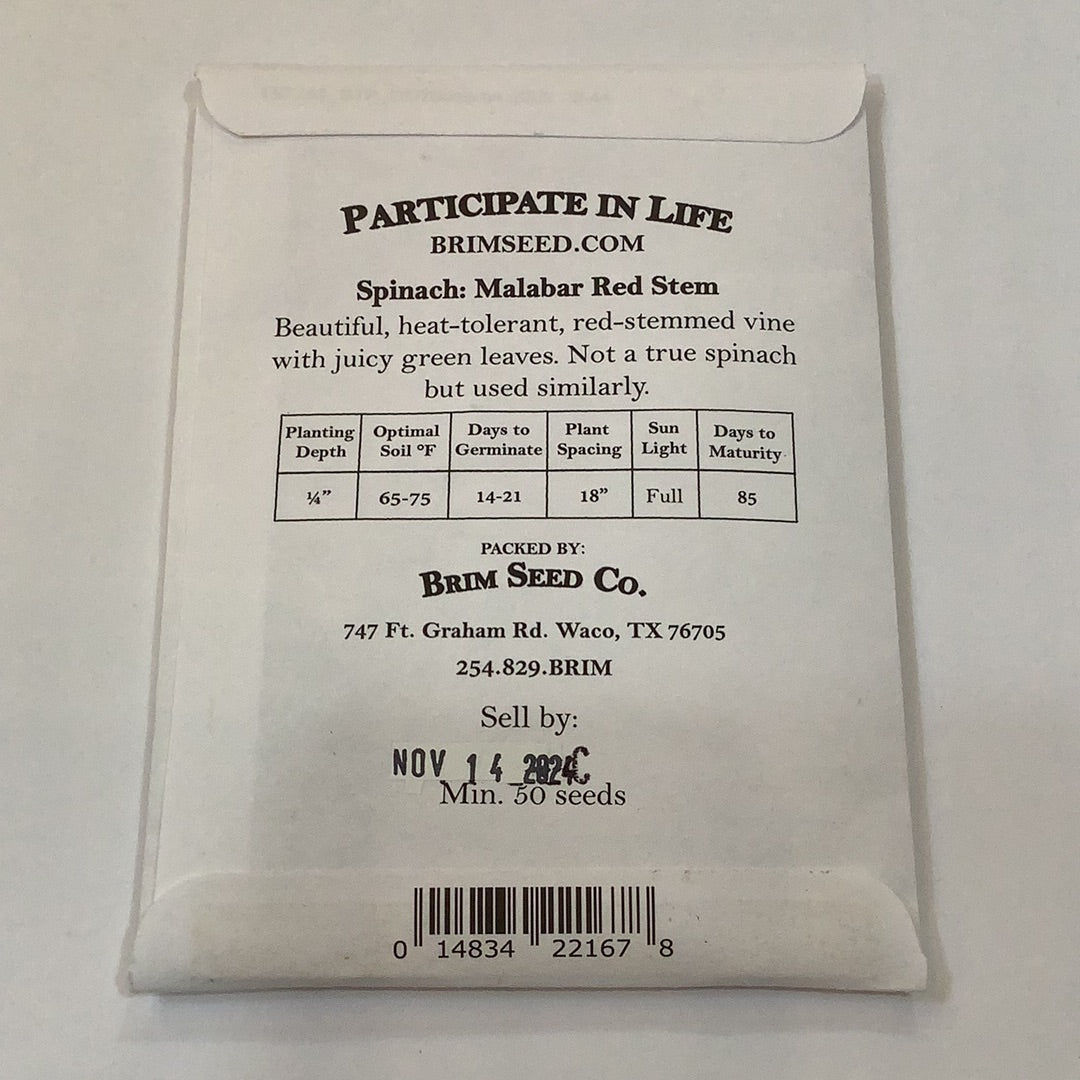 PARTICIPATE IN LIFE
BRIMSEED.COM
Spinach: Malabar Red Stem
Beautiful, heat-tolerant, red-stemmed vine
with juicy green leaves. Not a true spinach
but used similarly.
Planting Depth Optimal Soil °F Days to Germinate Plant Spacing Sun Light Days to Maturity
¼” 65-75 14-21 18” Full 85
PACKED BY:
BRIM SEED CO.
747 Ft. Graham Rd. Waco, TX 76705
254.829.BRIM
Sell by:
NOV 14 2024C
Min. 50 seeds
0 14834 22167 8